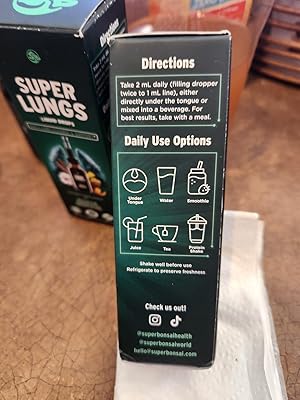 SUPER
LUNGS
LIQUID DROPS
Directions
Take 2 mL daily (filling dropper
twice to 1 mL line), either
directly under the tongue or
mixed into a beverage. For
best results, take with a meal.
Daily Use Options
Under
Tongue
Water
Smoothie
Juice
Tea
Protein
Shake
Shake well before use
Refrigerate to preserve freshness
Check us out!
@superbonsaihealth
@superbonsaiworld
hello@superbonsai.com